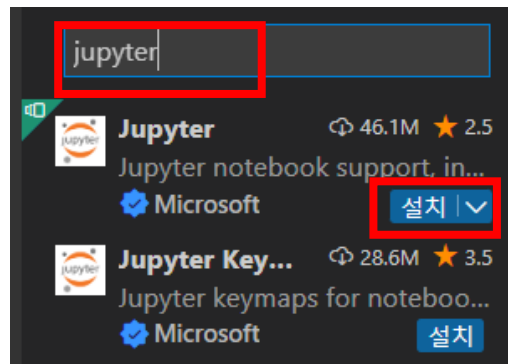 jupyter
Jupyter 46.1M ★ 2.5
Jupyter notebook support, in...
Microsoft 설치
Jupyter Key... 28.6M ★ 3.5
Jupyter keymaps for noteboo...
Microsoft 설치